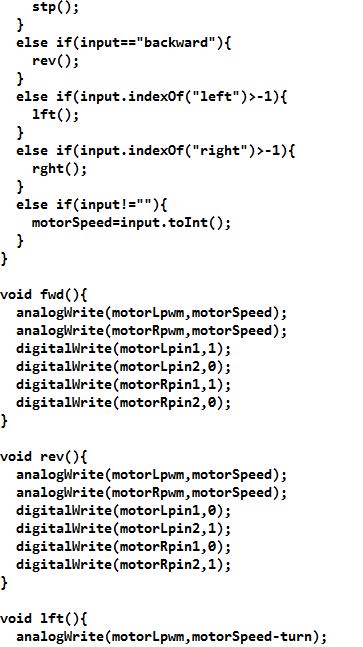 stp();
}
else if(input=="backward"){
rev();
}
else if(input.indexOf("left")>-1){
lft();
}
else if(input.indexOf("right")>-1){
rght();
}
else if(input!=""){
motorSpeed=input.toInt();
}
}
void fwd(){
analogWrite(motorLpwm,motorSpeed);
analogWrite(motorRpwm,motorSpeed);
digitalWrite(motorLpin1,1);
digitalWrite(motorLpin2,0);
digitalWrite(motorRpin1,1);
digitalWrite(motorRpin2,0);
}
void rev(){
analogWrite(motorLpwm,motorSpeed);
analogWrite(motorRpwm,motorSpeed);
digitalWrite(motorLpin1,0);
digitalWrite(motorLpin2,1);
digitalWrite(motorRpin1,0);
digitalWrite(motorRpin2,1);
}
void lft(){
analogWrite(motorLpwm,motorSpeed-turn);